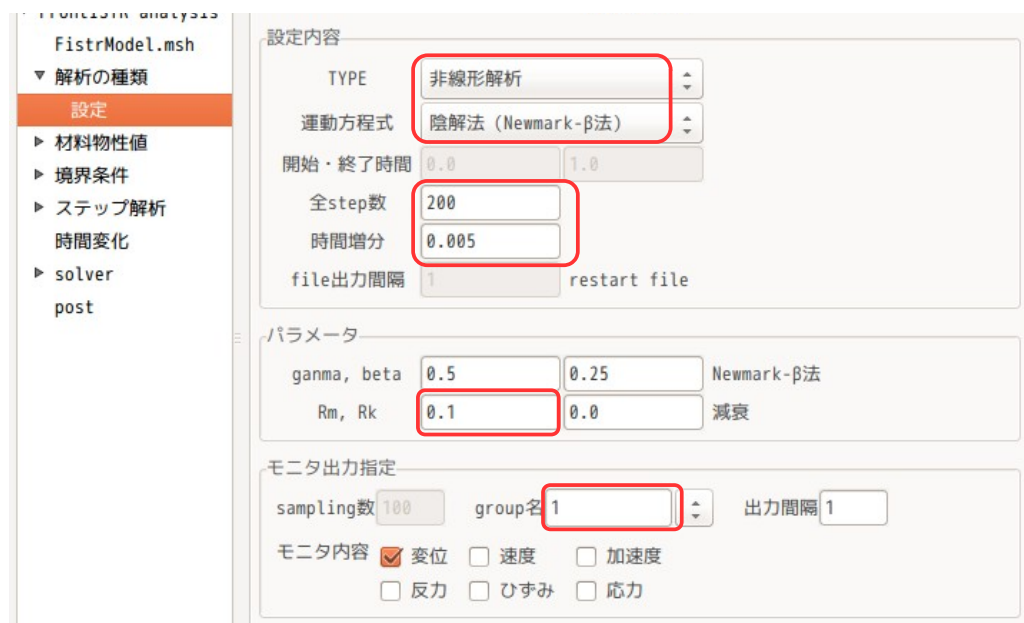 FrontISTR analysis
FistrModel.msh
▼ 解析の種類
設定
▶ 材料物性値
▶ 境界条件
▶ ステップ解析
時間変化
▶ solver
post
設定内容
TYPE 非線形解析
運動方程式 陰解法（Newmark-β法）
開始・終了時間 0.0 1.0
全step数 200
時間増分 0.005
file出力間隔 1 restart file
パラメータ
ganma, beta 0.5 0.25 Newmark-β法
Rm, Rk 0.1 0.0 減衰
モニタ出力指定
sampling数 100 group名 1 出力間隔 1
モニタ内容 変位 速度 加速度
反力 ひずみ 応力